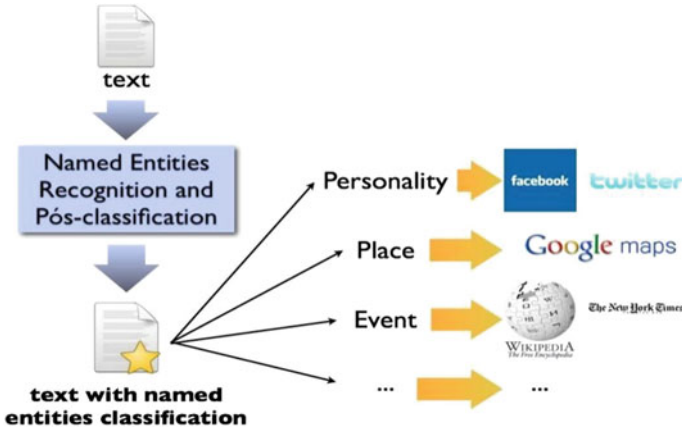 text
Named Entities
Recognition and
Pós-classification
text with named
entities classification
Personality
facebook
twitter
Place
Google maps
Event
WIKIPEDIA
The Free Encyclopedia
The New York Times
...
...